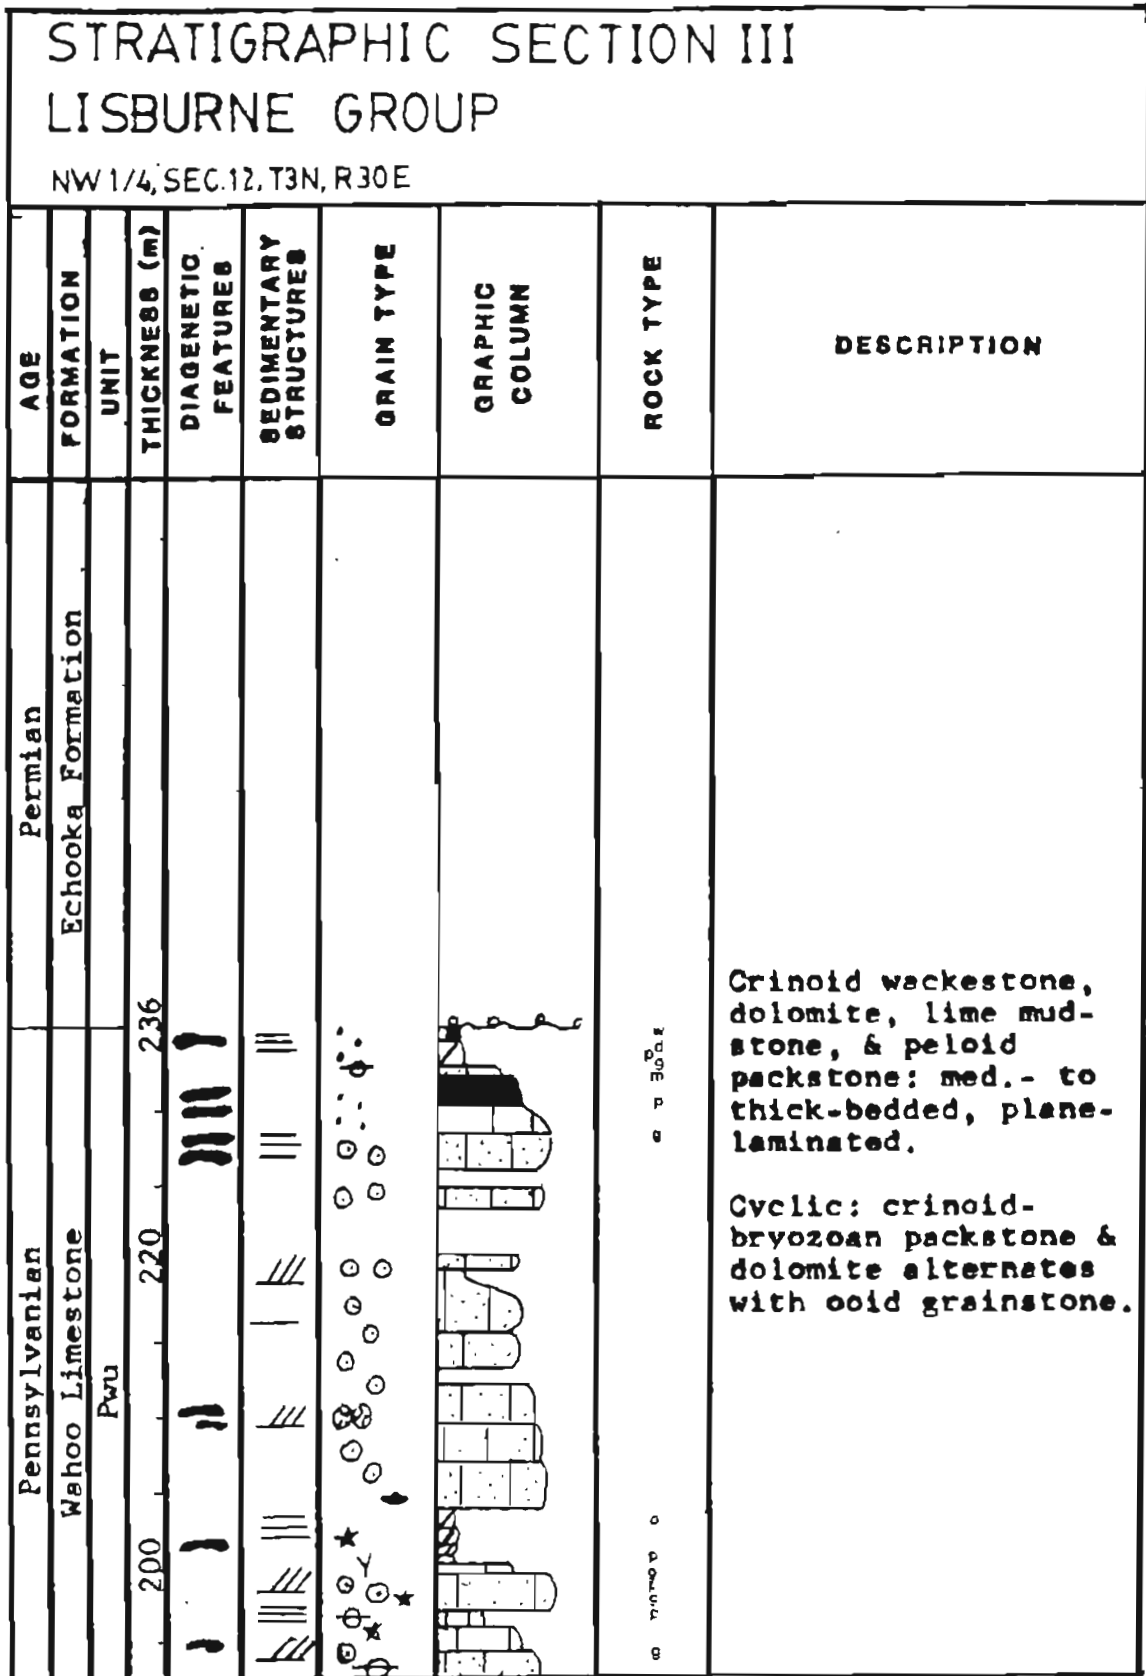 STRATIGRAPHIC SECTION III
LISBURNE GROUP
NW 1/4, SEC.12, T3N, R30E
AGE
FORMATION
UNIT
THICKNESS (m)
DIAGENETIC
FEATURES
SEDIMENTARY
STRUCTURES
GRAIN TYPE
GRAPHIC
COLUMN
ROCK TYPE
DESCRIPTION
Permian
Echooka Formation
236
Crinoid wackestone,
dolomite, lime mud-
stone, & peloid
packstone: med.- to
thick-bedded, plane-
laminated.
Cyclic: crinoid-
bryozoan packstone &
dolomite alternates
with ooid grainstone.
Pennsylvanian
Wahoo Limestone
Pwu
220
200